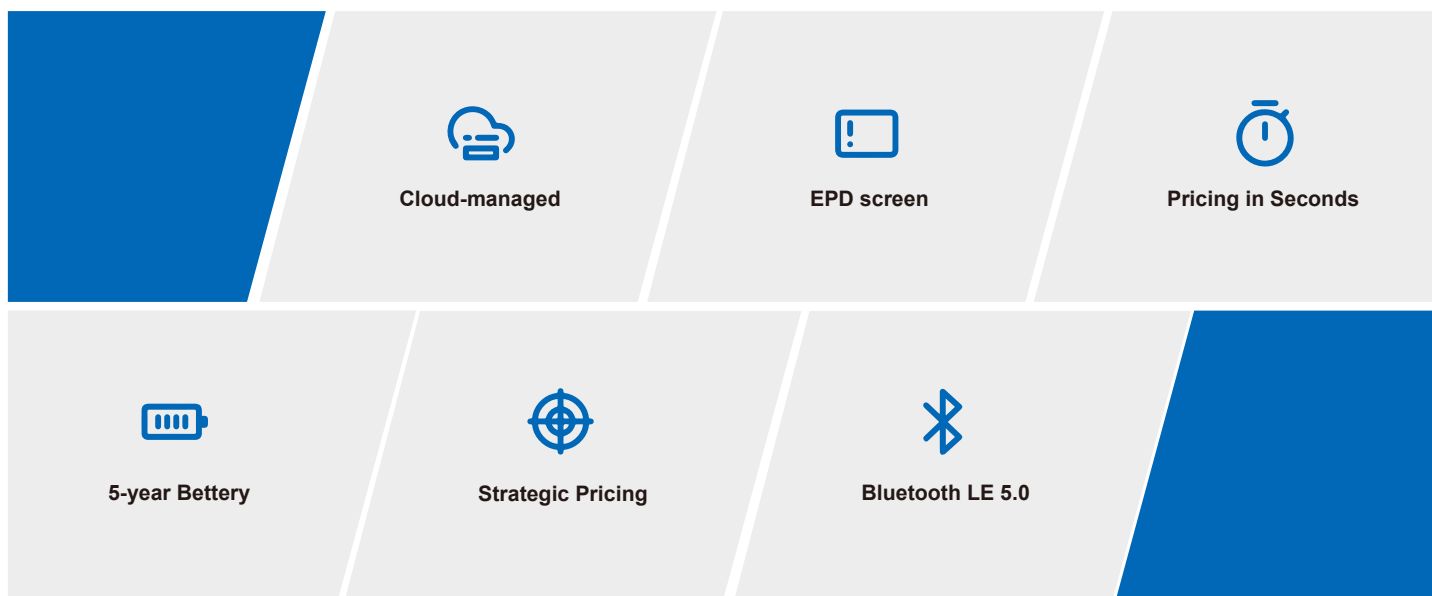 Cloud-managed
EPD screen
Pricing in Seconds
5-year Bettery
Strategic Pricing
Bluetooth LE 5.0